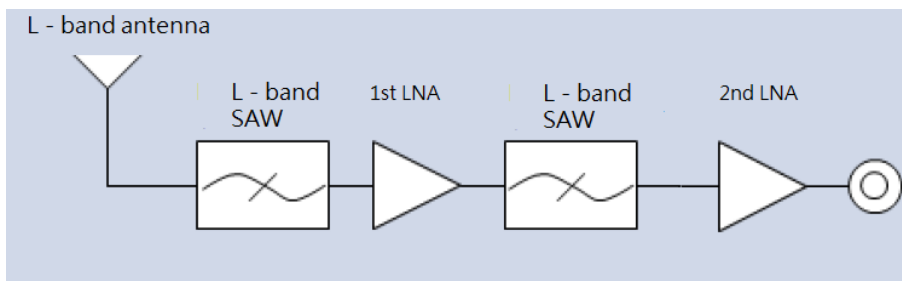 L - band antenna
L - band
SAW
1st LNA
L - band
SAW
2nd LNA